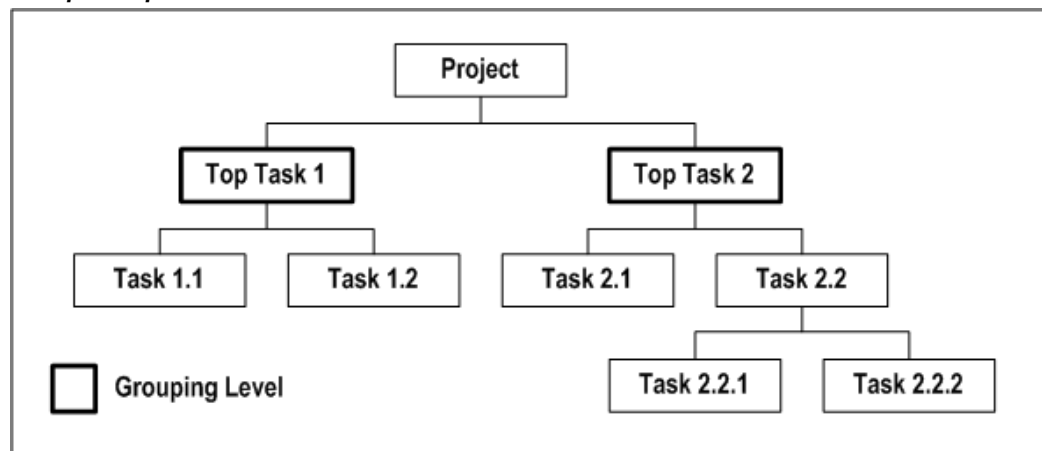 Project
Top Task 1
Top Task 2
Task 1.1
Task 1.2
Task 2.1
Task 2.2
Grouping Level
Task 2.2.1
Task 2.2.2